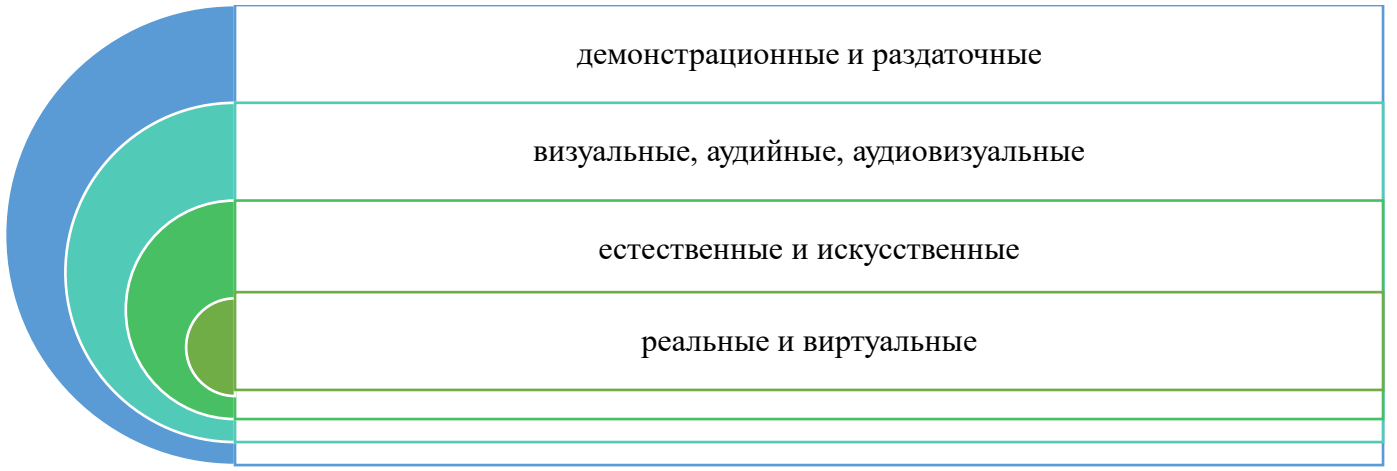 демонстрационные и раздаточные
визуальные, аудийные, аудиовизуальные
естественные и искусственные
реальные и виртуальные